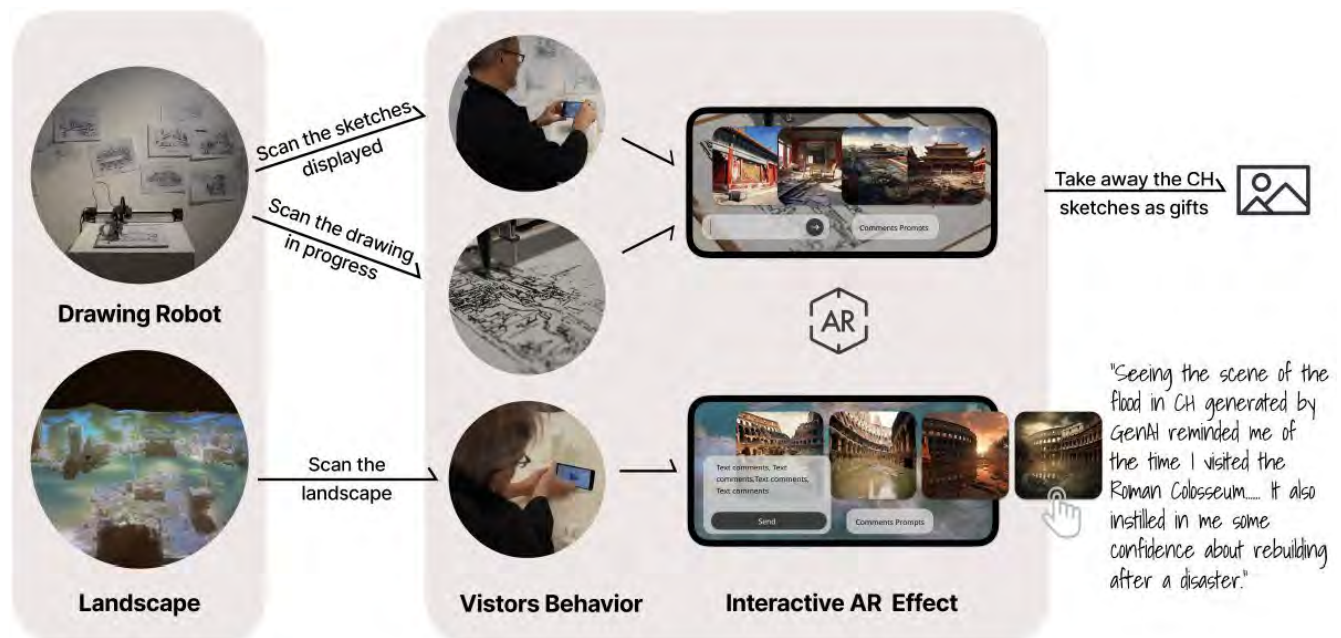 Scan the sketches
displayed
Scan the drawing
in progress
Drawing Robot
Comments Prompts
Take away the CH
sketches as gifts
AR
Scan the
landscape
Text comments, Text
comments,Text comments,
Text comments
Send
Comments Prompts
"Seeing the scene of the
flood in CH generated by
GenAI reminded me of
the time I visited the
Roman Colosseum..... It also
instilled in me some
confidence about rebuilding
after a disaster."
Landscape
Vistors Behavior
Interactive AR Effect